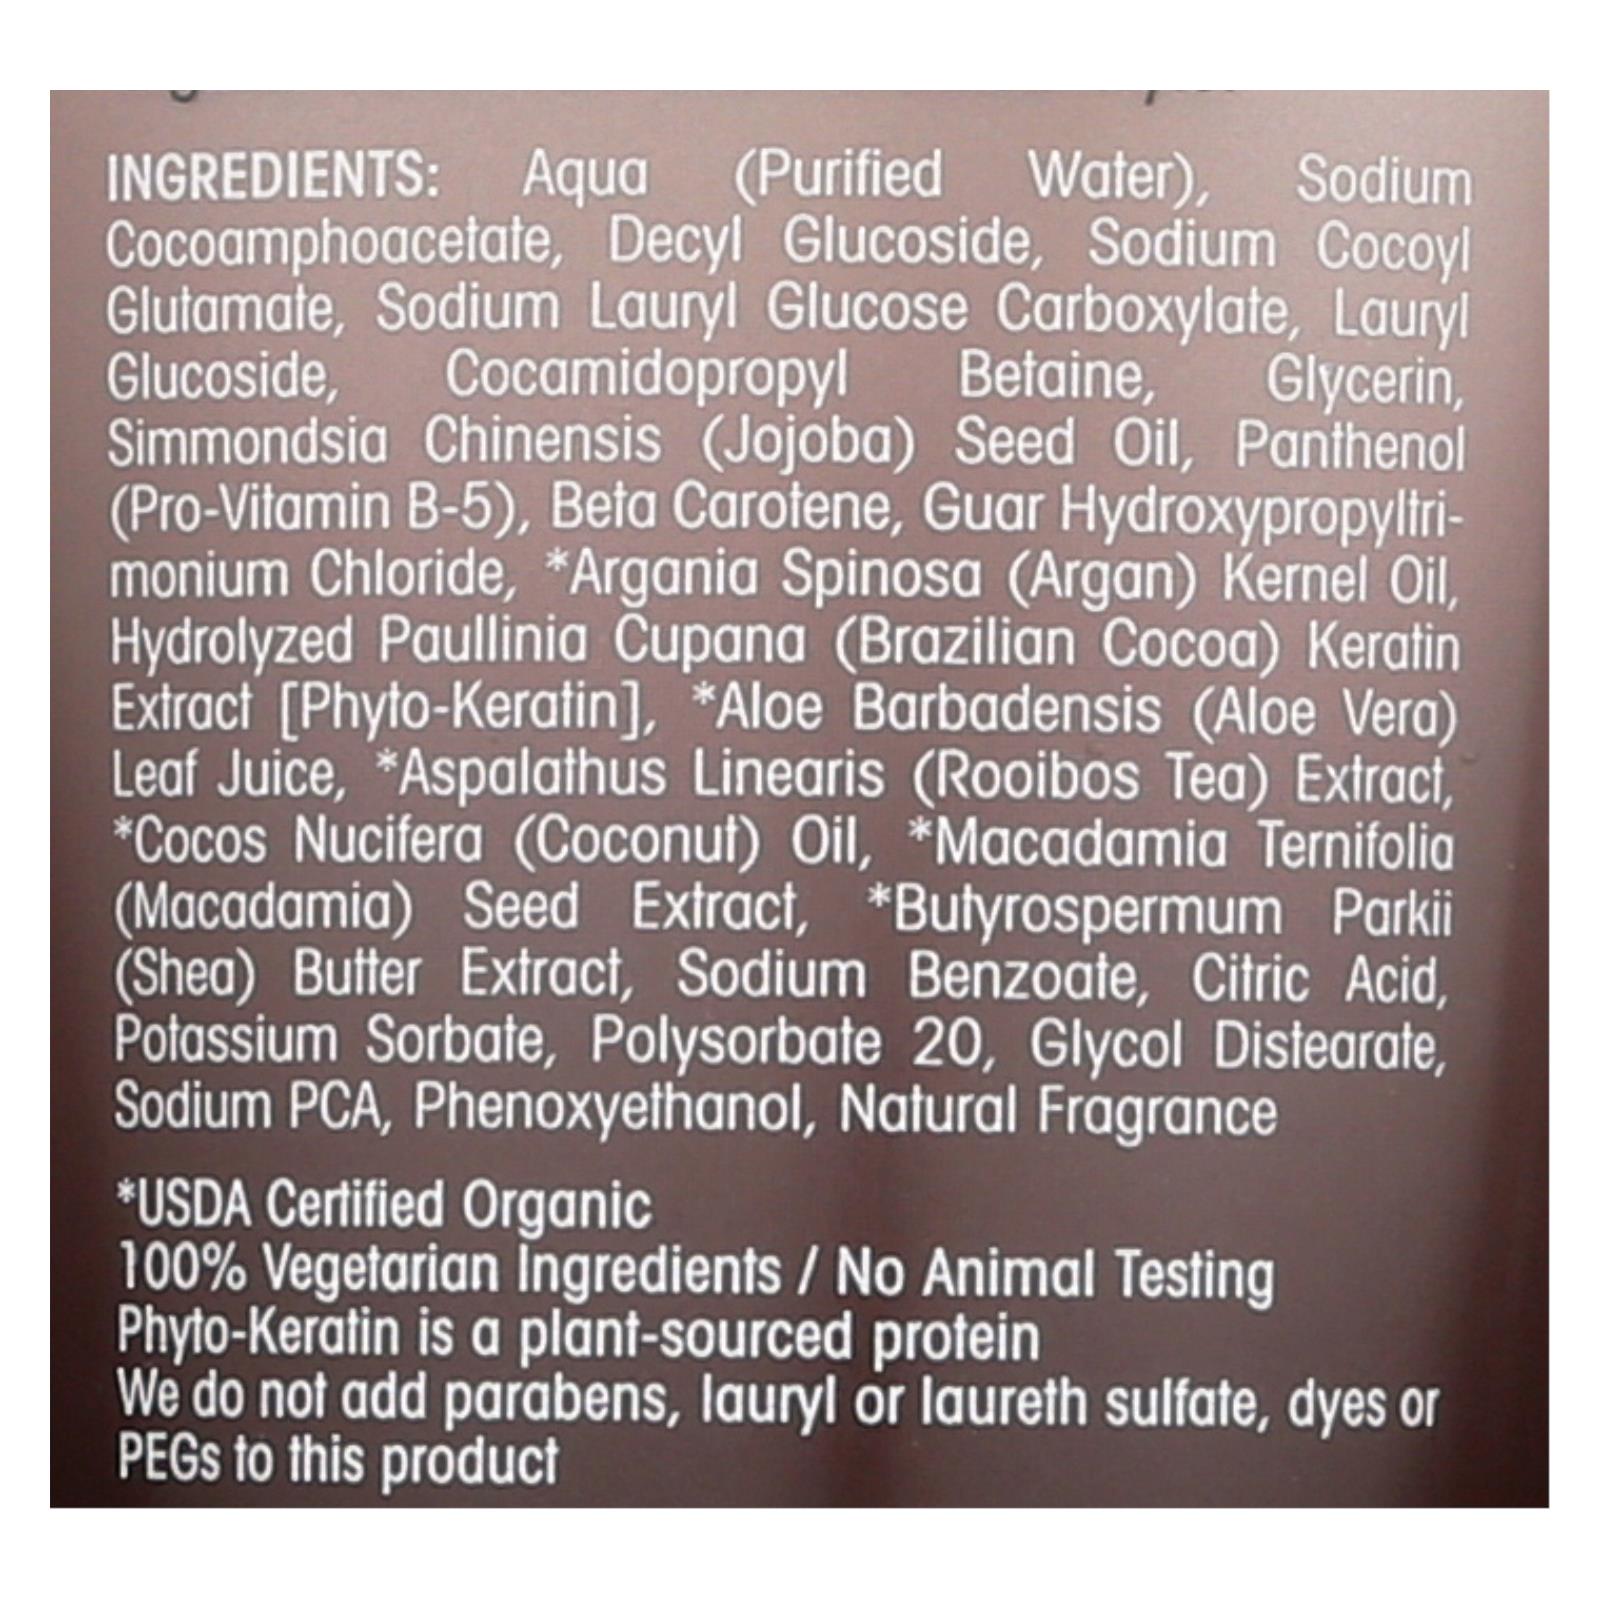 INGREDIENTS: Aqua (Purified Water), Sodium
Cocoamphoacetate, Decyl Glucoside, Sodium Cocoyl
Glutamate, Sodium Lauryl Glucose Carboxylate, Lauryl
Glucoside, Cocamidopropyl Betaine, Glycerin,
Simmondsia Chinensis (Jojoba) Seed Oil, Panthenol
(Pro-Vitamin B-5), Beta Carotene, Guar Hydroxypropyltri-
monium Chloride, *Argania Spinosa (Argan) Kernel Oil,
Hydrolyzed Paullinia Cupana (Brazilian Cocoa) Keratin
Extract [Phyto-Keratin], *Aloe Barbadensis (Aloe Vera)
Leaf Juice, *Aspalathus Linearis (Rooibos Tea) Extract,
*Cocos Nucifera (Coconut) Oil, *Macadamia Ternifolia
(Macadamia) Seed Extract, *Butyrospermum Parkii
(Shea) Butter Extract, Sodium Benzoate, Citric Acid,
Potassium Sorbate, Polysorbate 20, Glycol Distearate,
Sodium PCA, Phenoxyethanol, Natural Fragrance
*USDA Certified Organic
100% Vegetarian Ingredients / No Animal Testing
Phyto-Keratin is a plant-sourced protein
We do not add parabens, lauryl or laureth sulfate, dyes or
PEGs to this product